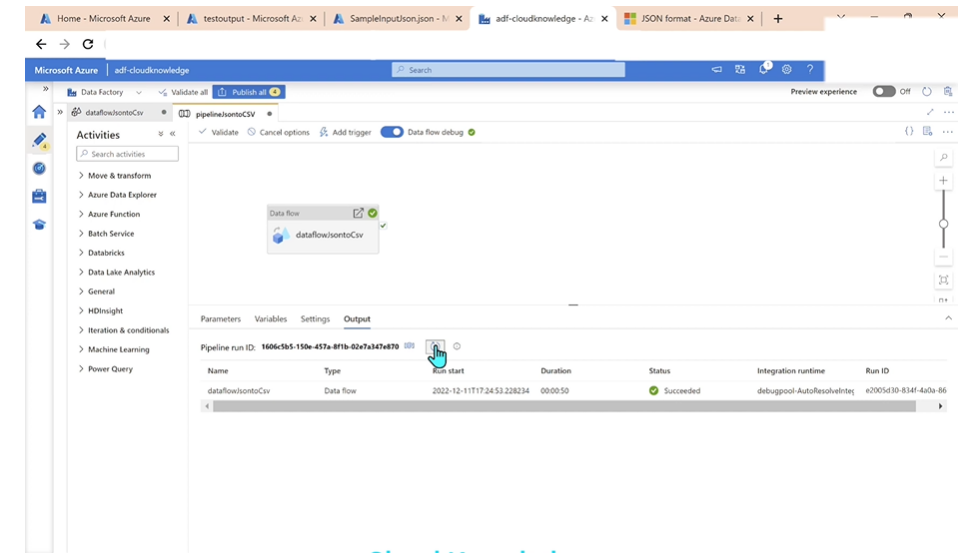 Home - Microsoft Azure
testoutput - Microsoft Az
SampleInputJson.json - M
adf-cloudknowledge - Az
JSON format - Azure Data
Microsoft Azure
adf-cloudknowledge
Search
Data Factory
Validate all
Publish all
4
Preview experience
Off
dataflowJsontoCsv
pipelineJsontoCSV
Activities
Validate
Cancel options
Add trigger
Data flow debug
Search activities
Move & transform
Azure Data Explorer
Azure Function
Batch Service
Databricks
Data Lake Analytics
General
HDInsight
Iteration & conditionals
Machine Learning
Power Query
Data flow
dataflowJsontoCsv
Parameters
Variables
Settings
Output
Pipeline run ID: 1606c5b5-150e-457a-8f1b-02e7a347e870
Name
Type
Run start
Duration
Status
Integration runtime
Run ID
dataflowJsontoCsv
Data flow
2022-12-11T17:24:53.228234
00:00:50
Succeeded
debugpool-AutoResolveInteg
e2005d30-834f-4a0a-86